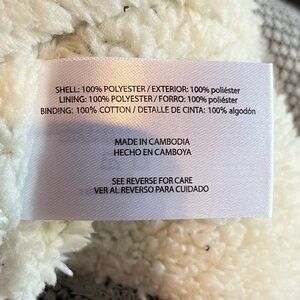 SHELL: 100% POLYESTER / EXTERIOR: 100% poliéster
LINING: 100% POLYESTER / FORRO: 100% poliéster
BINDING: 100% COTTON / DETALLE DE CINTA: 100% algodón
MADE IN CAMBODIA
HECHO EN CAMBOYA
SEE REVERSE FOR CARE
VER AL REVERSO PARA CUIDADO